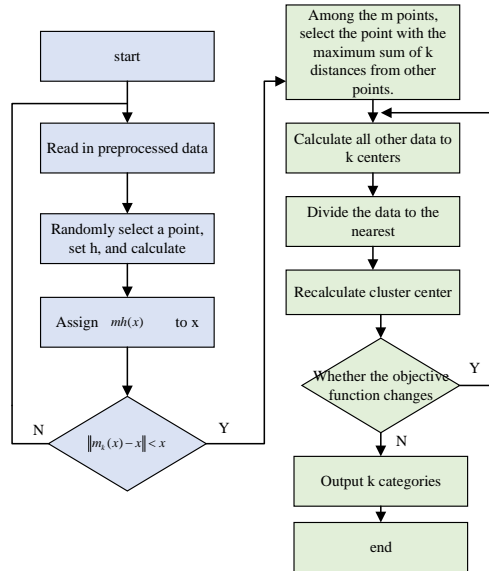 start
Read in preprocessed data
Randomly select a point,
set h, and calculate
Assign mh(x) to x
‖mₖ(x)−x‖<x
N
Y
Among the m points,
select the point with the
maximum sum of k
distances from other
points.
Calculate all other data to
k centers
Divide the data to the
nearest
Recalculate cluster center
Whether the objective
function changes
Y
N
Output k categories
end